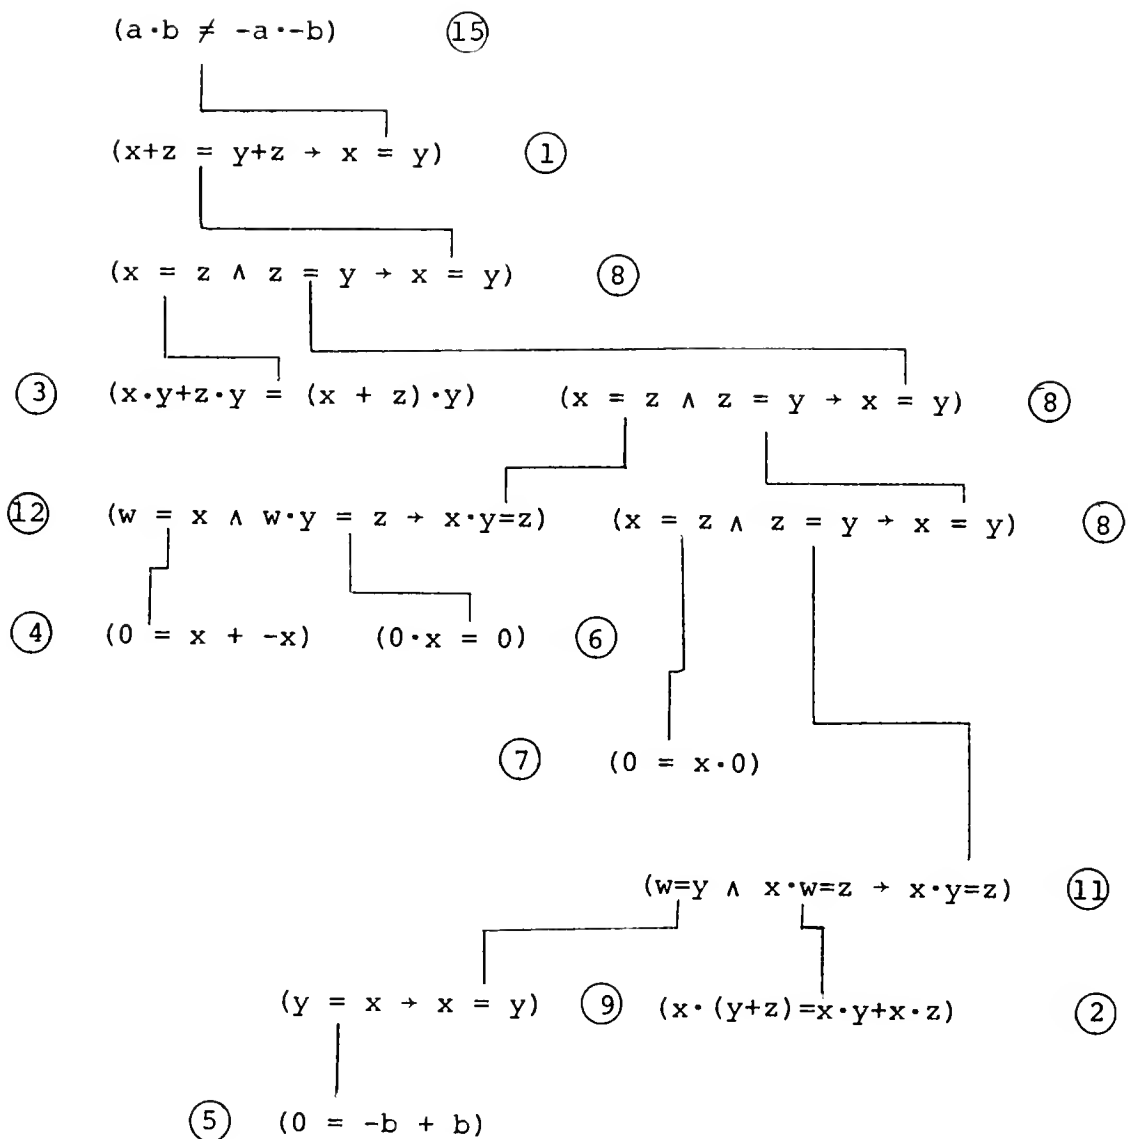 (a·b ≠ -a·-b) 15
(x+z = y+z → x = y) 1
(x = z ∧ z = y → x = y) 8
3 (x·y+z·y = (x + z)·y) (x = z ∧ z = y → x = y) 8
12 (w = x ∧ w·y = z → x·y=z) (x = z ∧ z = y → x = y) 8
4 (0 = x + -x) (0·x = 0) 6
7 (0 = x·0)
(w=y ∧ x·w=z → x·y=z) 11
(y = x → x = y) 9 (x·(y+z)=x·y+x·z) 2
5 (0 = -b + b)